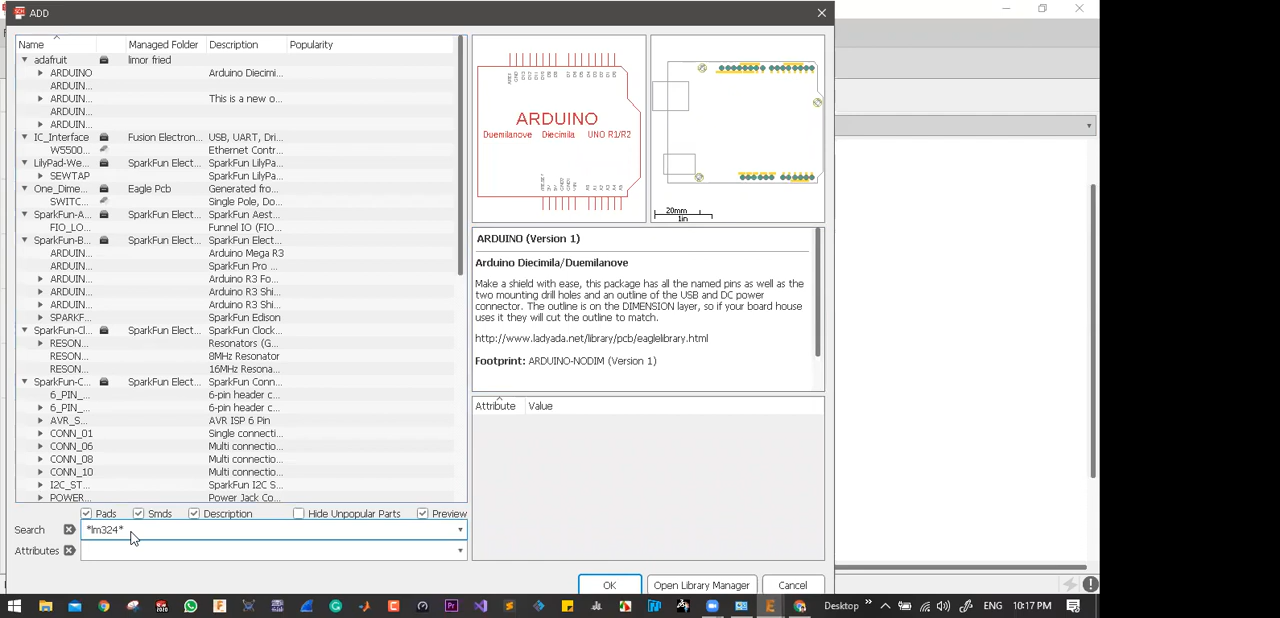 ADD
Name Managed Folder Description Popularity
adafruit limor fried
ARDUINO Arduino Diecimi...
ARDUIN...
ARDUIN... This is a new o...
ARDUIN...
ARDUIN...
IC_Interface Fusion Electron... USB, UART, Dri...
W5500... Ethernet Contr...
LilyPad-We... SparkFun Elect... SparkFun LilyPa...
SEWTAP SparkFun LilyPa...
One_Dime... Eagle Pcb Generated fro...
SWITC... Single Pole, Do...
SparkFun-A... SparkFun Elect... SparkFun Aest...
FIO_LO... Funnel IO (FIO...
SparkFun-B... SparkFun Elect... SparkFun Elect...
ARDUIN... Arduino Mega R3
ARDUIN... SparkFun Pro ...
ARDUIN... Arduino R3 Fo...
ARDUIN... Arduino R3 Shi...
ARDUIN... Arduino R3 Shi...
SPARKF... SparkFun Edison
SparkFun-Cl... SparkFun Elect... SparkFun Clock...
RESON... Resonators (G...
RESON... 8MHz Resonator
RESON... 16MHz Resona...
SparkFun-C... SparkFun Elect... SparkFun Conn...
6_PIN_... 6-pin header c...
6_PIN_... 6-pin header c...
AVR_S... AVR ISP 6 Pin
CONN_01 Single connecti...
CONN_06 Multi connectio...
CONN_08 Multi connectio...
CONN_10 Multi connectio...
I2C_ST... SparkFun I2C S...
POWER... Power Jack Co...
Pads Smds Description Hide Unpopular Parts Preview
Search *lm324*
Attributes
ARDUINO
Duemilanove Diecimila UNO R1/R2
20mm
1in
ARDUINO (Version 1)
Arduino Diecimila/Duemilanove
Make a shield with ease, this package has all the named pins as well as the
two mounting drill holes and an outline of the USB and DC power
connector. The outline is on the DIMENSION layer, so if your board house
uses it they will cut the outline to match.
http://www.ladyada.net/library/pcb/eaglelibrary.html
Footprint: ARDUINO-NODIM (Version 1)
Attribute Value
OK Open Library Manager Cancel
Desktop ENG 10:17 PM